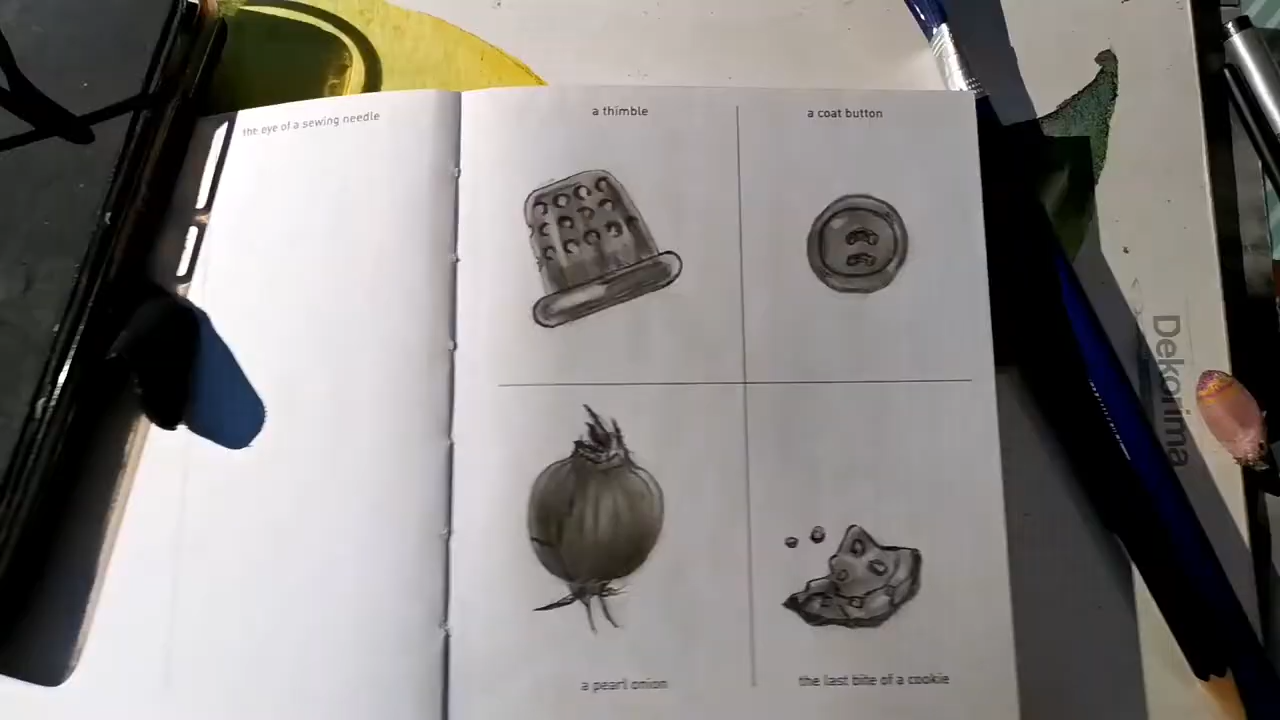 the eye of a sewing needle
a thimble
a coat button
a pearl onion
the last bite of a cookie
Dekorima